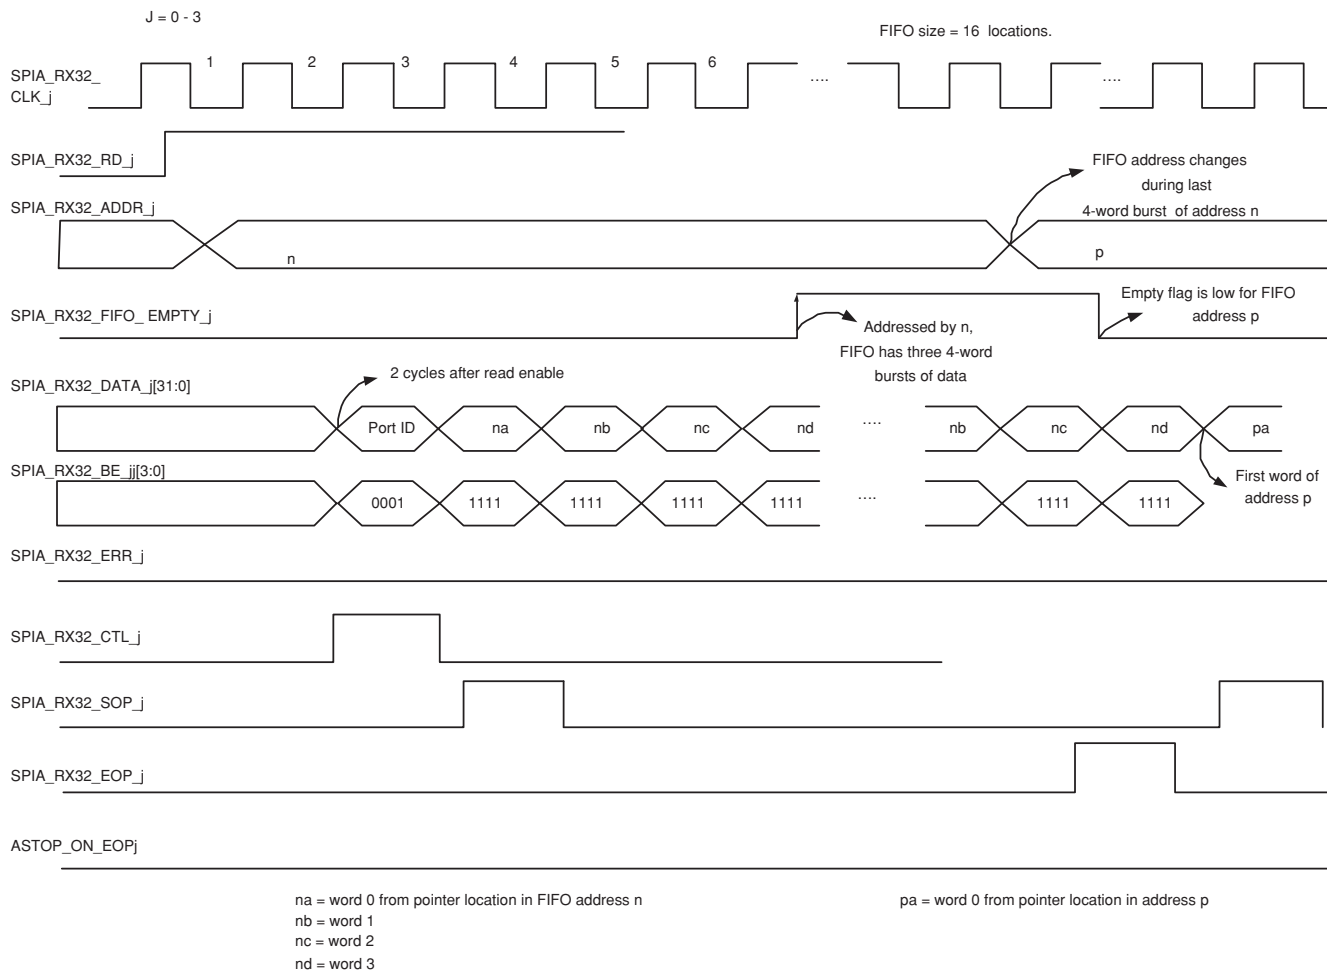 J = 0 - 3
FIFO size = 16 locations.
1 2 3 4 5 6
SPIA_RX32_
CLK_j
.... ....
SPIA_RX32_RD_j
FIFO address changes
during last
4-word burst of address n
SPIA_RX32_ADDR_j
n
p
SPIA_RX32_FIFO_ EMPTY_j
Addressed by n,
FIFO has three 4-word
bursts of data
Empty flag is low for FIFO
address p
2 cycles after read enable
SPIA_RX32_DATA_j[31:0]
Port ID na nb nc nd .... nb nc nd pa
First word of
address p
SPIA_RX32_BE_jj[3:0]
0001 1111 1111 1111 1111 .... 1111 1111
SPIA_RX32_ERR_j
SPIA_RX32_CTL_j
SPIA_RX32_SOP_j
SPIA_RX32_EOP_j
ASTOP_ON_EOPj
na = word 0 from pointer location in FIFO address n
nb = word 1
nc = word 2
nd = word 3
pa = word 0 from pointer location in address p